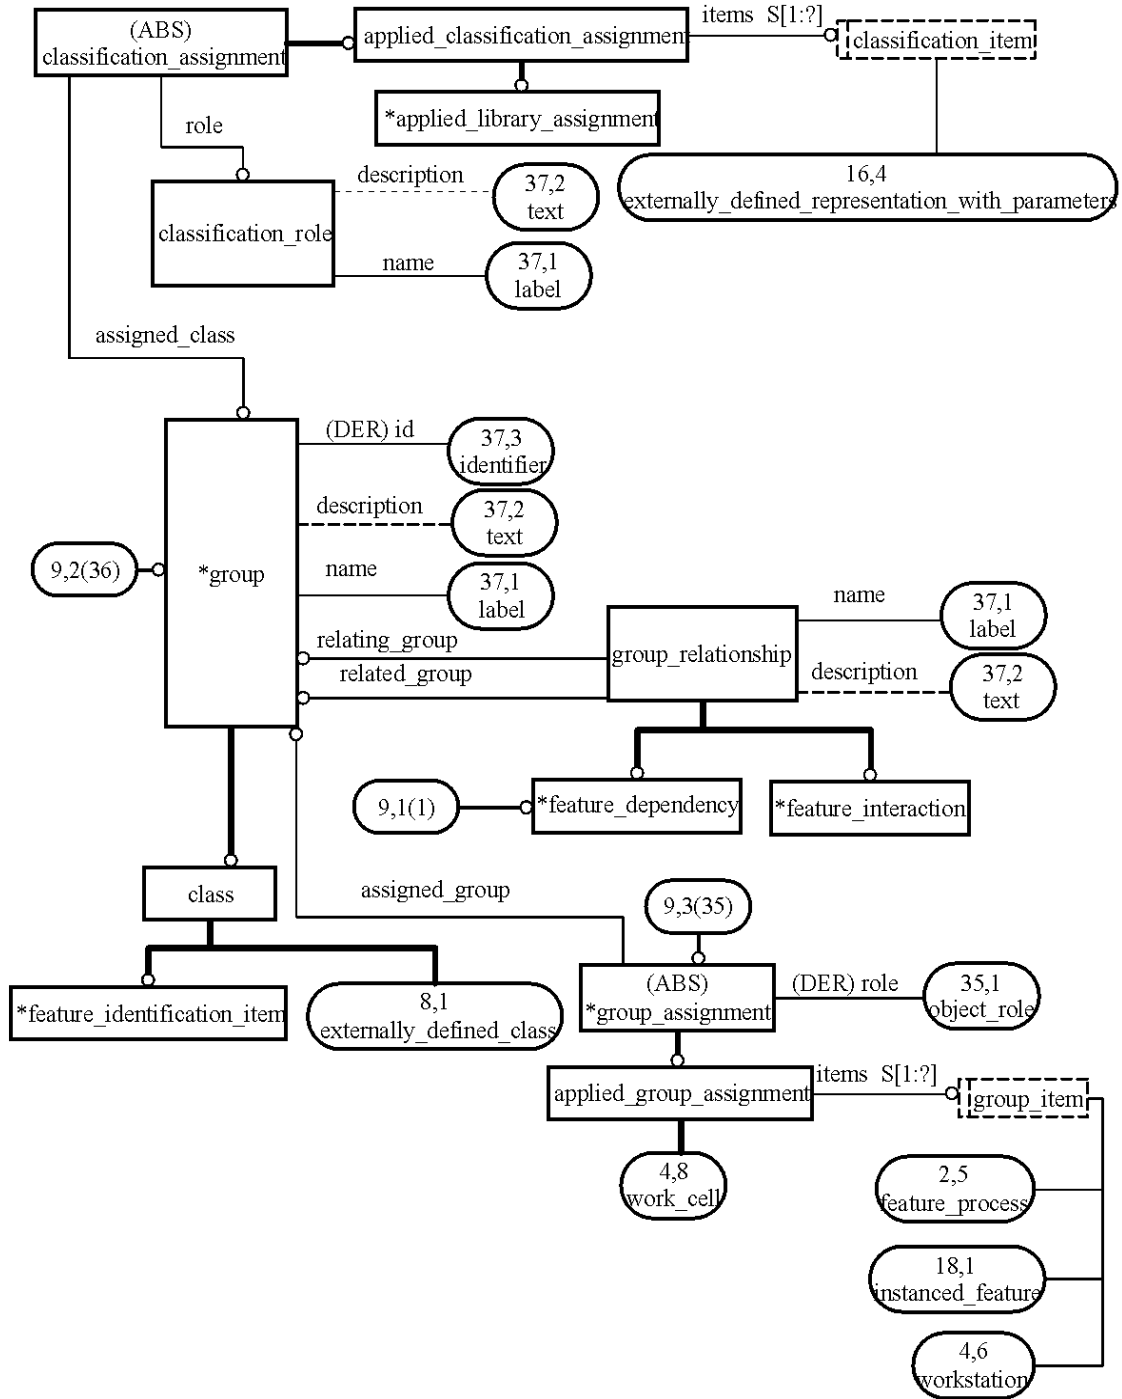 (ABS)
classification_assignment
applied_classification_assignment
items S[1:?]
classification_item
*applied_library_assignment
role
description
37,2
text
16,4
externally_defined_representation_with_parameters
classification_role
name
37,1
label
assigned_class
(DER) id
37,3
identifier
description
37,2
text
9,2(36)
*group
name
37,1
label
name
37,1
label
relating_group
group_relationship
related_group
description
37,2
text
9,1(1)
*feature_dependency
*feature_interaction
class
assigned_group
9,3(35)
(ABS)
*group_assignment
(DER) role
35,1
object_role
*feature_identification_item
8,1
externally_defined_class
applied_group_assignment
items S[1:?]
group_item
4,8
work_cell
2,5
feature_process
18,1
instanced_feature
4,6
workstation